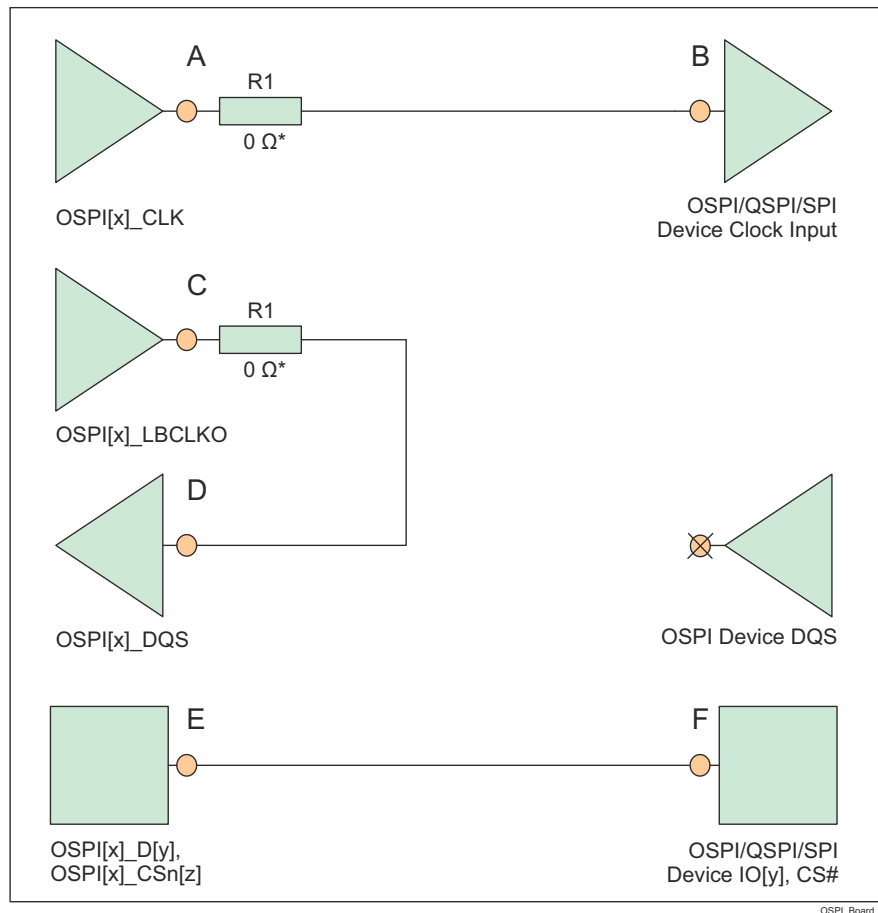 A
B
R1
0 Ω*
OSPI[x]_CLK
OSPI/QSPI/SPI
Device Clock Input
C
R1
0 Ω*
OSPI[x]_LBCLKO
D
OSPI[x]_DQS
OSPI Device DQS
E
F
OSPI[x]_D[y],
OSPI[x]_CSn[z]
OSPI/QSPI/SPI
Device IO[y], CS#
OSPI_Board